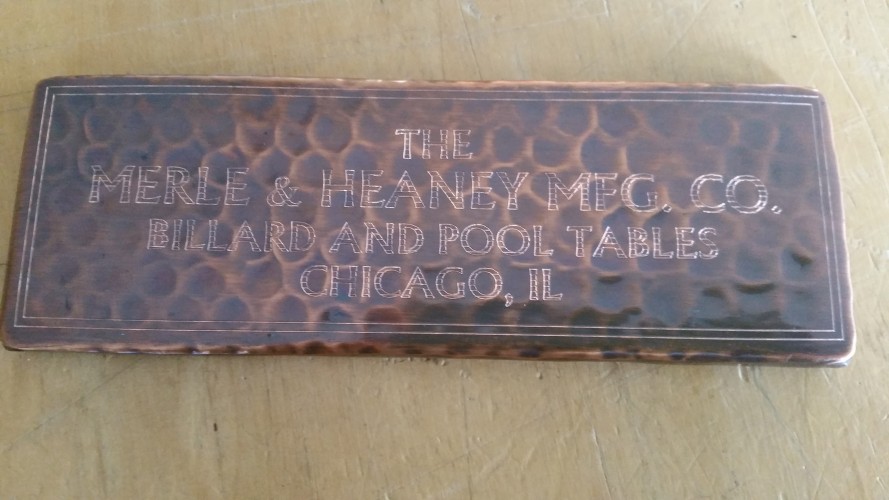 THE
MERLE & HEANEY MFG. CO.
BILLARD AND POOL TABLES
CHICAGO, IL